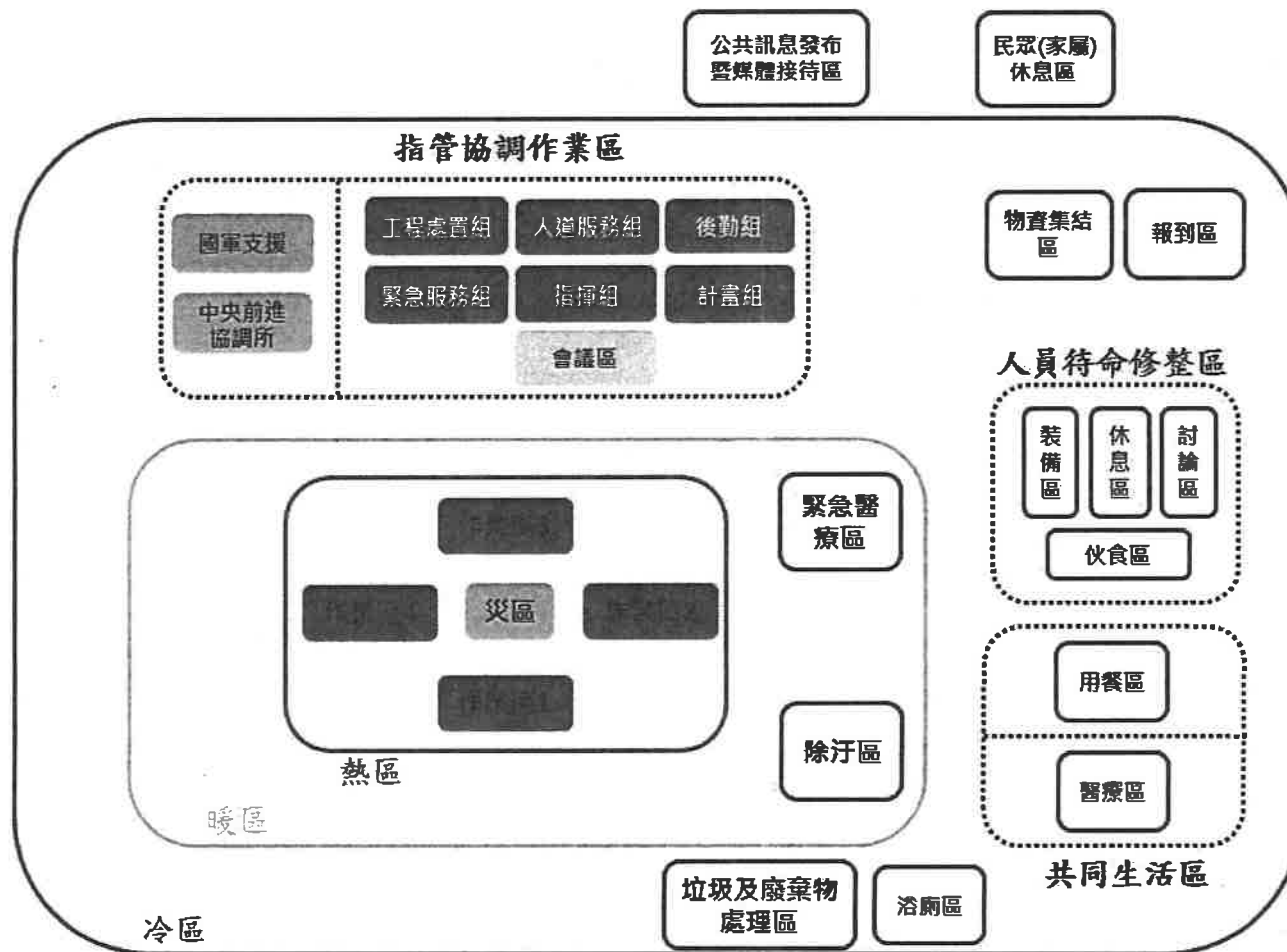 公共訊息發布
暨媒體接待區
民眾(家屬)
休息區
指管協調作業區
國軍支援
中央前進
協調所
工程處置組
人道服務組
後勤組
緊急服務組
指揮組
計畫組
會議區
物資集結
區
報到區
人員待命修整區
裝備區
休息區
討論區
伙食區
緊急醫
療區
災區
除汙區
熱區
暖區
用餐區
醫療區
共同生活區
垃圾及廢棄物
處理區
浴廁區
冷區